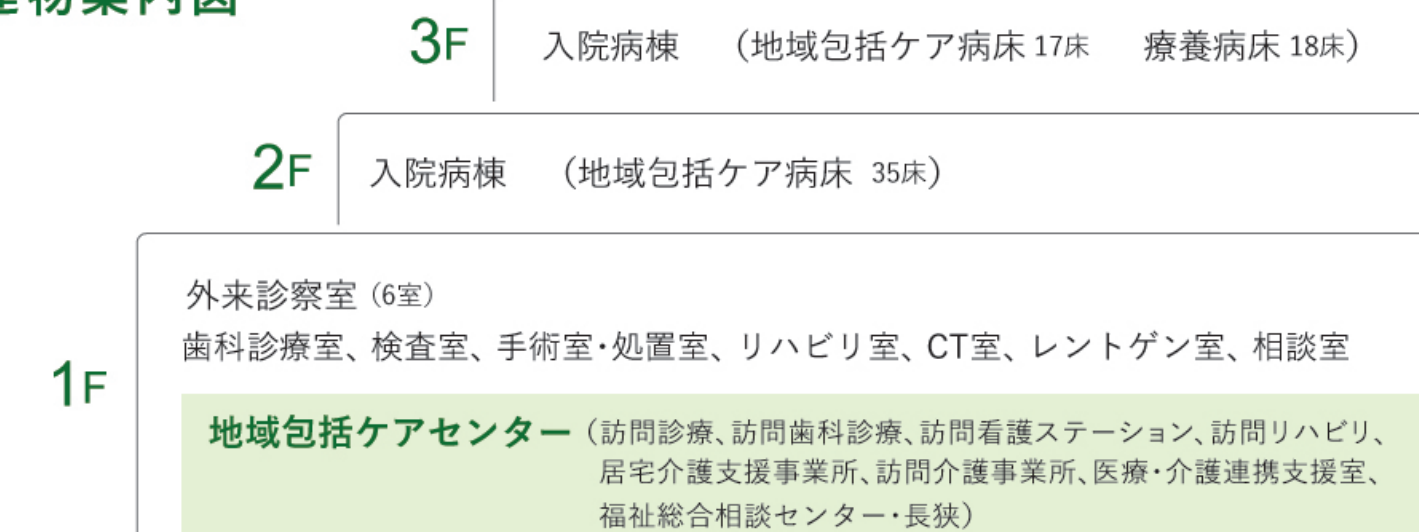 建物案内図
3F 入院病棟 （地域包括ケア病床 17床 療養病床 18床）
2F 入院病棟 （地域包括ケア病床 35床）
外来診察室（6室）
歯科診療室、検査室、手術室・処置室、リハビリ室、CT室、レントゲン室、相談室
1F
地域包括ケアセンター（訪問診療、訪問歯科診療、訪問看護ステーション、訪問リハビリ、
居宅介護支援事業所、訪問介護事業所、医療・介護連携支援室、
福祉総合相談センター・長狭）